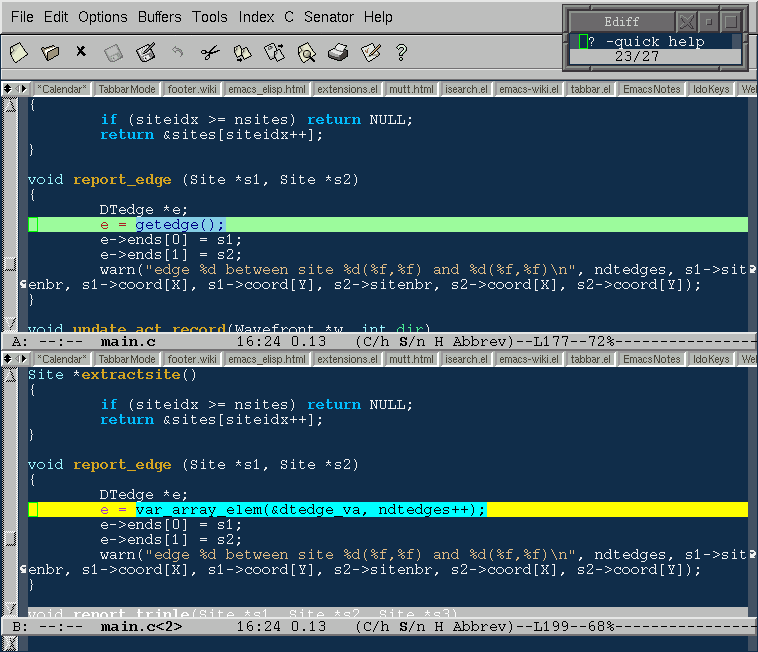 File Edit Options Buffers Tools Index C Senator Help
Ediff
? -quick help
23/27
*Calendar* TabbarMode footer.wiki emacs_elisp.html extensions.el mutt.html isearch.el emacs-wiki.el tabbar.el EmacsNotes IdoKeys We
{
if (siteidx >= nsites) return NULL;
return &sites[siteidx++];
}
void report_edge (Site *s1, Site *s2)
{
DTedge *e;
e = getedge();
e->ends[0] = s1;
e->ends[1] = s2;
warn("edge %d between site %d(%f,%f) and %d(%f,%f)\n", ndtedges, s1->sit
enbr, s1->coord[X], s1->coord[Y], s2->sitenbr, s2->coord[X], s2->coord[Y]);
}
void update_act_record(Wavefront *w, int dir)
A: --:-- main.c 16:24 0.13 (C/h S/n H Abbrev)--L177--72%----------------
*Calendar* TabbarMode footer.wiki emacs_elisp.html extensions.el mutt.html isearch.el emacs-wiki.el tabbar.el EmacsNotes IdoKeys We
Site *extractsite()
{
if (siteidx >= nsites) return NULL;
return &sites[siteidx++];
}
void report_edge (Site *s1, Site *s2)
{
DTedge *e;
e = var_array_elem(&dtedge_va, ndtedges++);
e->ends[0] = s1;
e->ends[1] = s2;
warn("edge %d between site %d(%f,%f) and %d(%f,%f)\n", ndtedges, s1->sit
enbr, s1->coord[X], s1->coord[Y], s2->sitenbr, s2->coord[X], s2->coord[Y]);
}
void report_triple(Site *s1, Site *s2, Site *s3)
B: --:-- main.c<2> 16:24 0.13 (C/h S/n H Abbrev)--L199--68%----------------